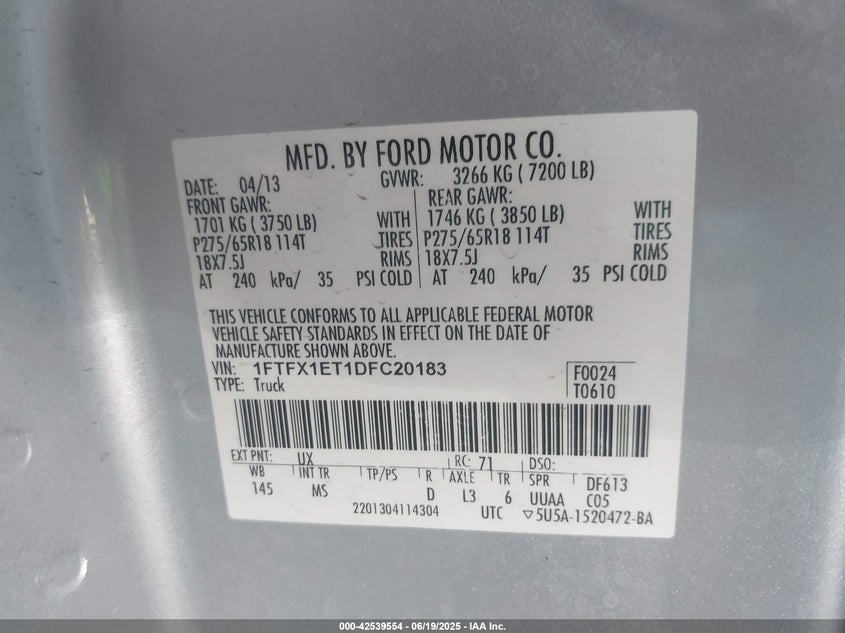 MFD. BY FORD MOTOR CO.
DATE: 04/13 GVWR: 3266 KG ( 7200 LB)
FRONT GAWR: REAR GAWR:
1701 KG ( 3750 LB) WITH 1746 KG ( 3850 LB) WITH
P275/65R18 114T TIRES P275/65R18 114T TIRES
18X7.5J RIMS 18X7.5J RIMS
AT 240 kPa/ 35 PSI COLD AT 240 kPa/ 35 PSI COLD
THIS VEHICLE CONFORMS TO ALL APPLICABLE FEDERAL MOTOR
VEHICLE SAFETY STANDARDS IN EFFECT ON THE DATE OF
MANUFACTURE SHOWN ABOVE.
VIN: 1FTFX1ET1DFC20183 F0024
TYPE: Truck T0610
EXT PNT: UX RC: 71 DSO:
WB INT TR TP/PS R AXLE TR SPR DF613
145 MS D L3 6 UUAA C05
2201304114304 UTC ▽5U5A-1520472-BA
000-42539554 / 06/19/2025 - IAA Inc.